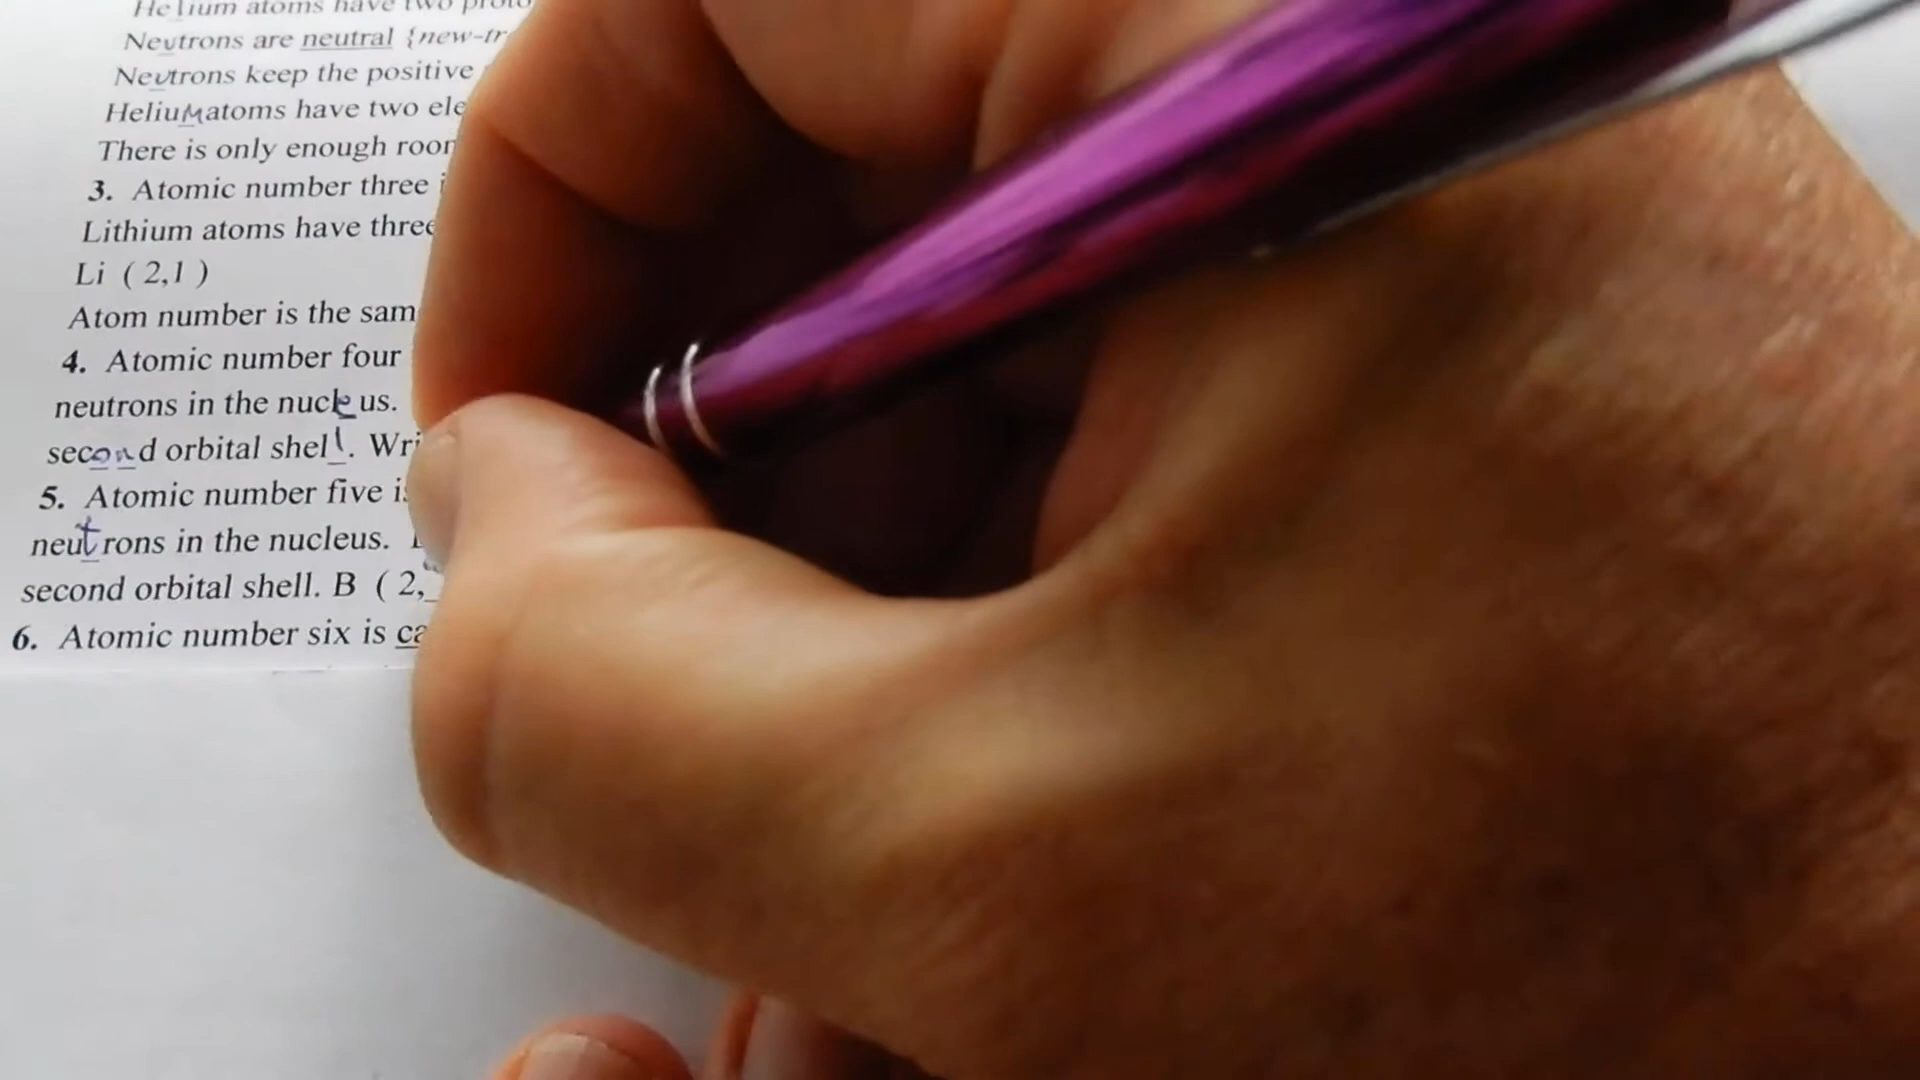 Helium atoms have two proto
Neutrons are neutral {new-tr
Neutrons keep the positive
Helium atoms have two ele
There is only enough room
3. Atomic number three i
Lithium atoms have three
Li ( 2,1 )
Atom number is the sam
4. Atomic number four
neutrons in the nucleus.
second orbital shell. Wri
5. Atomic number five is
neutrons in the nucleus.
second orbital shell. B ( 2,_
6. Atomic number six is ca